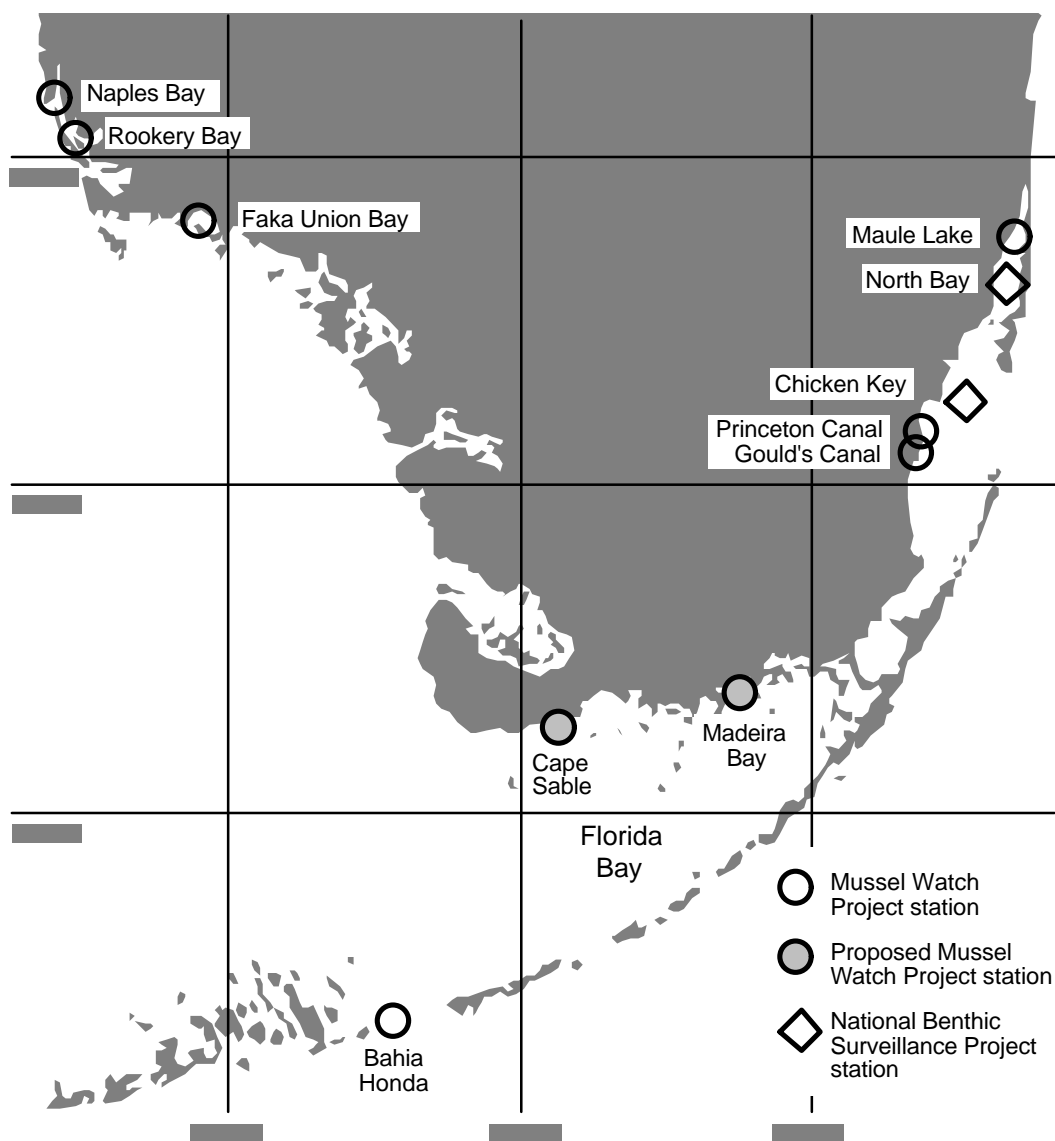 Naples Bay
Rookery Bay
Faka Union Bay
Maule Lake
North Bay
Chicken Key
Princeton Canal
Gould's Canal
Madeira
Bay
Cape
Sable
Florida
Bay
Bahia
Honda
Mussel Watch
Project station
Proposed Mussel
Watch Project station
National Benthic
Surveillance Project
station